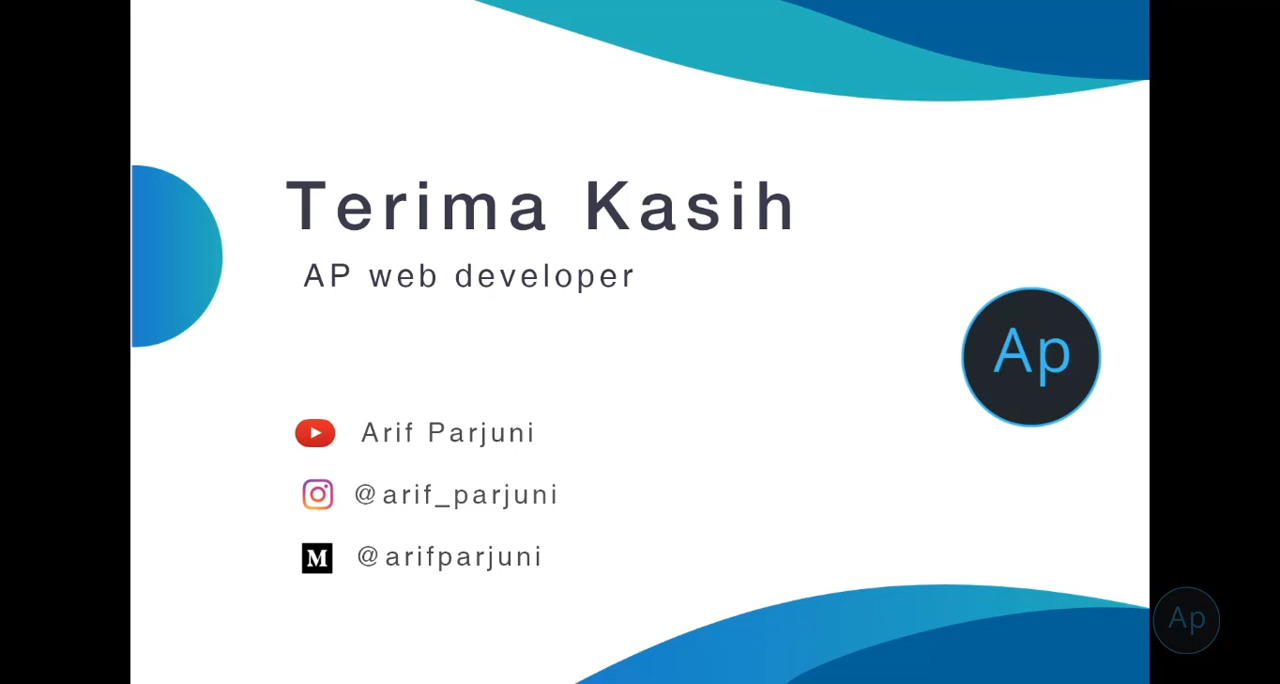 Terima Kasih
AP web developer
Ap
Arif Parjuni
@arif_parjuni
M @arifparjuni
Ap